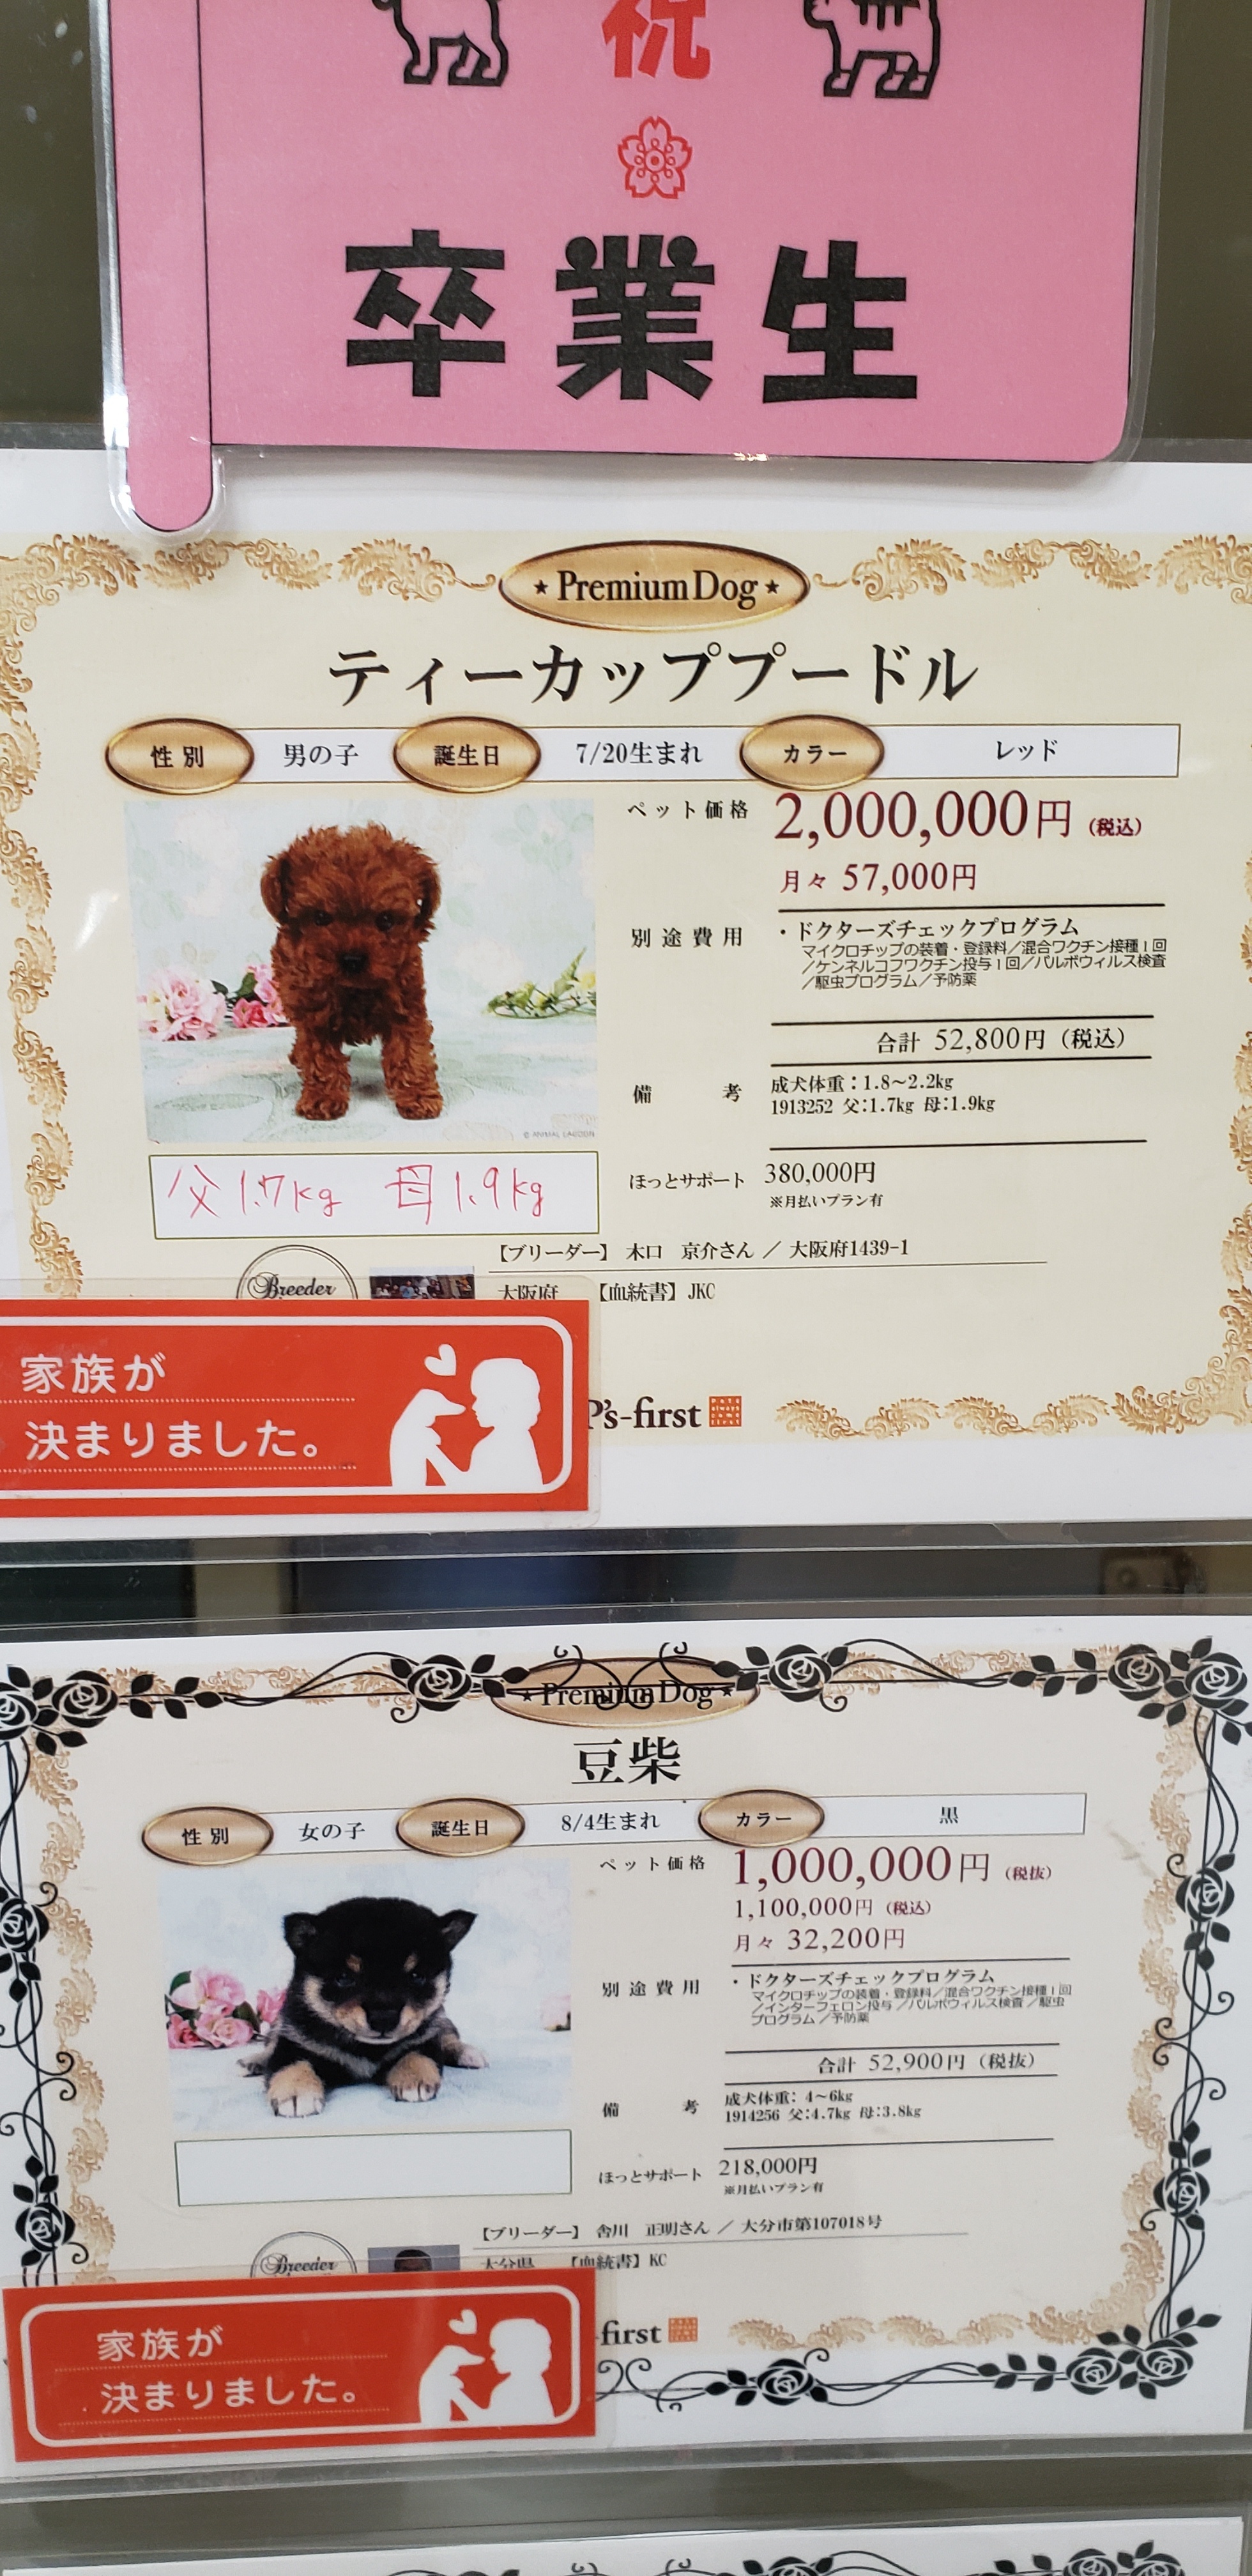 祝
卒業生
★ Premium Dog ★
ティーカッププードル
性別 男の子 誕生日 7/20生まれ カラー レッド
ペット価格 2,000,000円（税込）
月々 57,000円
別途費用 ・ドクターズチェックプログラム
マイクロチップの装着・登録料／混合ワクチン接種1回
／ケンネルコフワクチン投与1回／パルボウィルス検査
／駆虫プログラム／予防薬
合計 52,800円（税込）
備考 成犬体重：1.8〜2.2kg
1913252 父:1.7kg 母:1.9kg
ほっとサポート 380,000円
※月払いプラン有
父1.7kg 母1.9kg
【ブリーダー】 木口 京介さん ／ 大阪府1439-1
Breeder
大阪府 【血統書】JKC
家族が
決まりました。
P's-first
★ Premium Dog ★
豆柴
性別 女の子 誕生日 8/4生まれ カラー 黒
ペット価格 1,000,000円（税抜）
1,100,000円（税込）
月々 32,200円
別途費用 ・ドクターズチェックプログラム
マイクロチップの装着・登録料／混合ワクチン接種1回
／インターフェロン投与／パルボウィルス検査／駆虫
プログラム／予防薬
合計 52,900円（税抜）
備考 成犬体重: 4〜6kg
1914256 父:4.7kg 母:3.8kg
ほっとサポート 218,000円
※月払いプラン有
【ブリーダー】 舎川 正明さん ／ 大分市第107018号
Breeder
大分県 【血統書】KC
家族が
決まりました。
-first